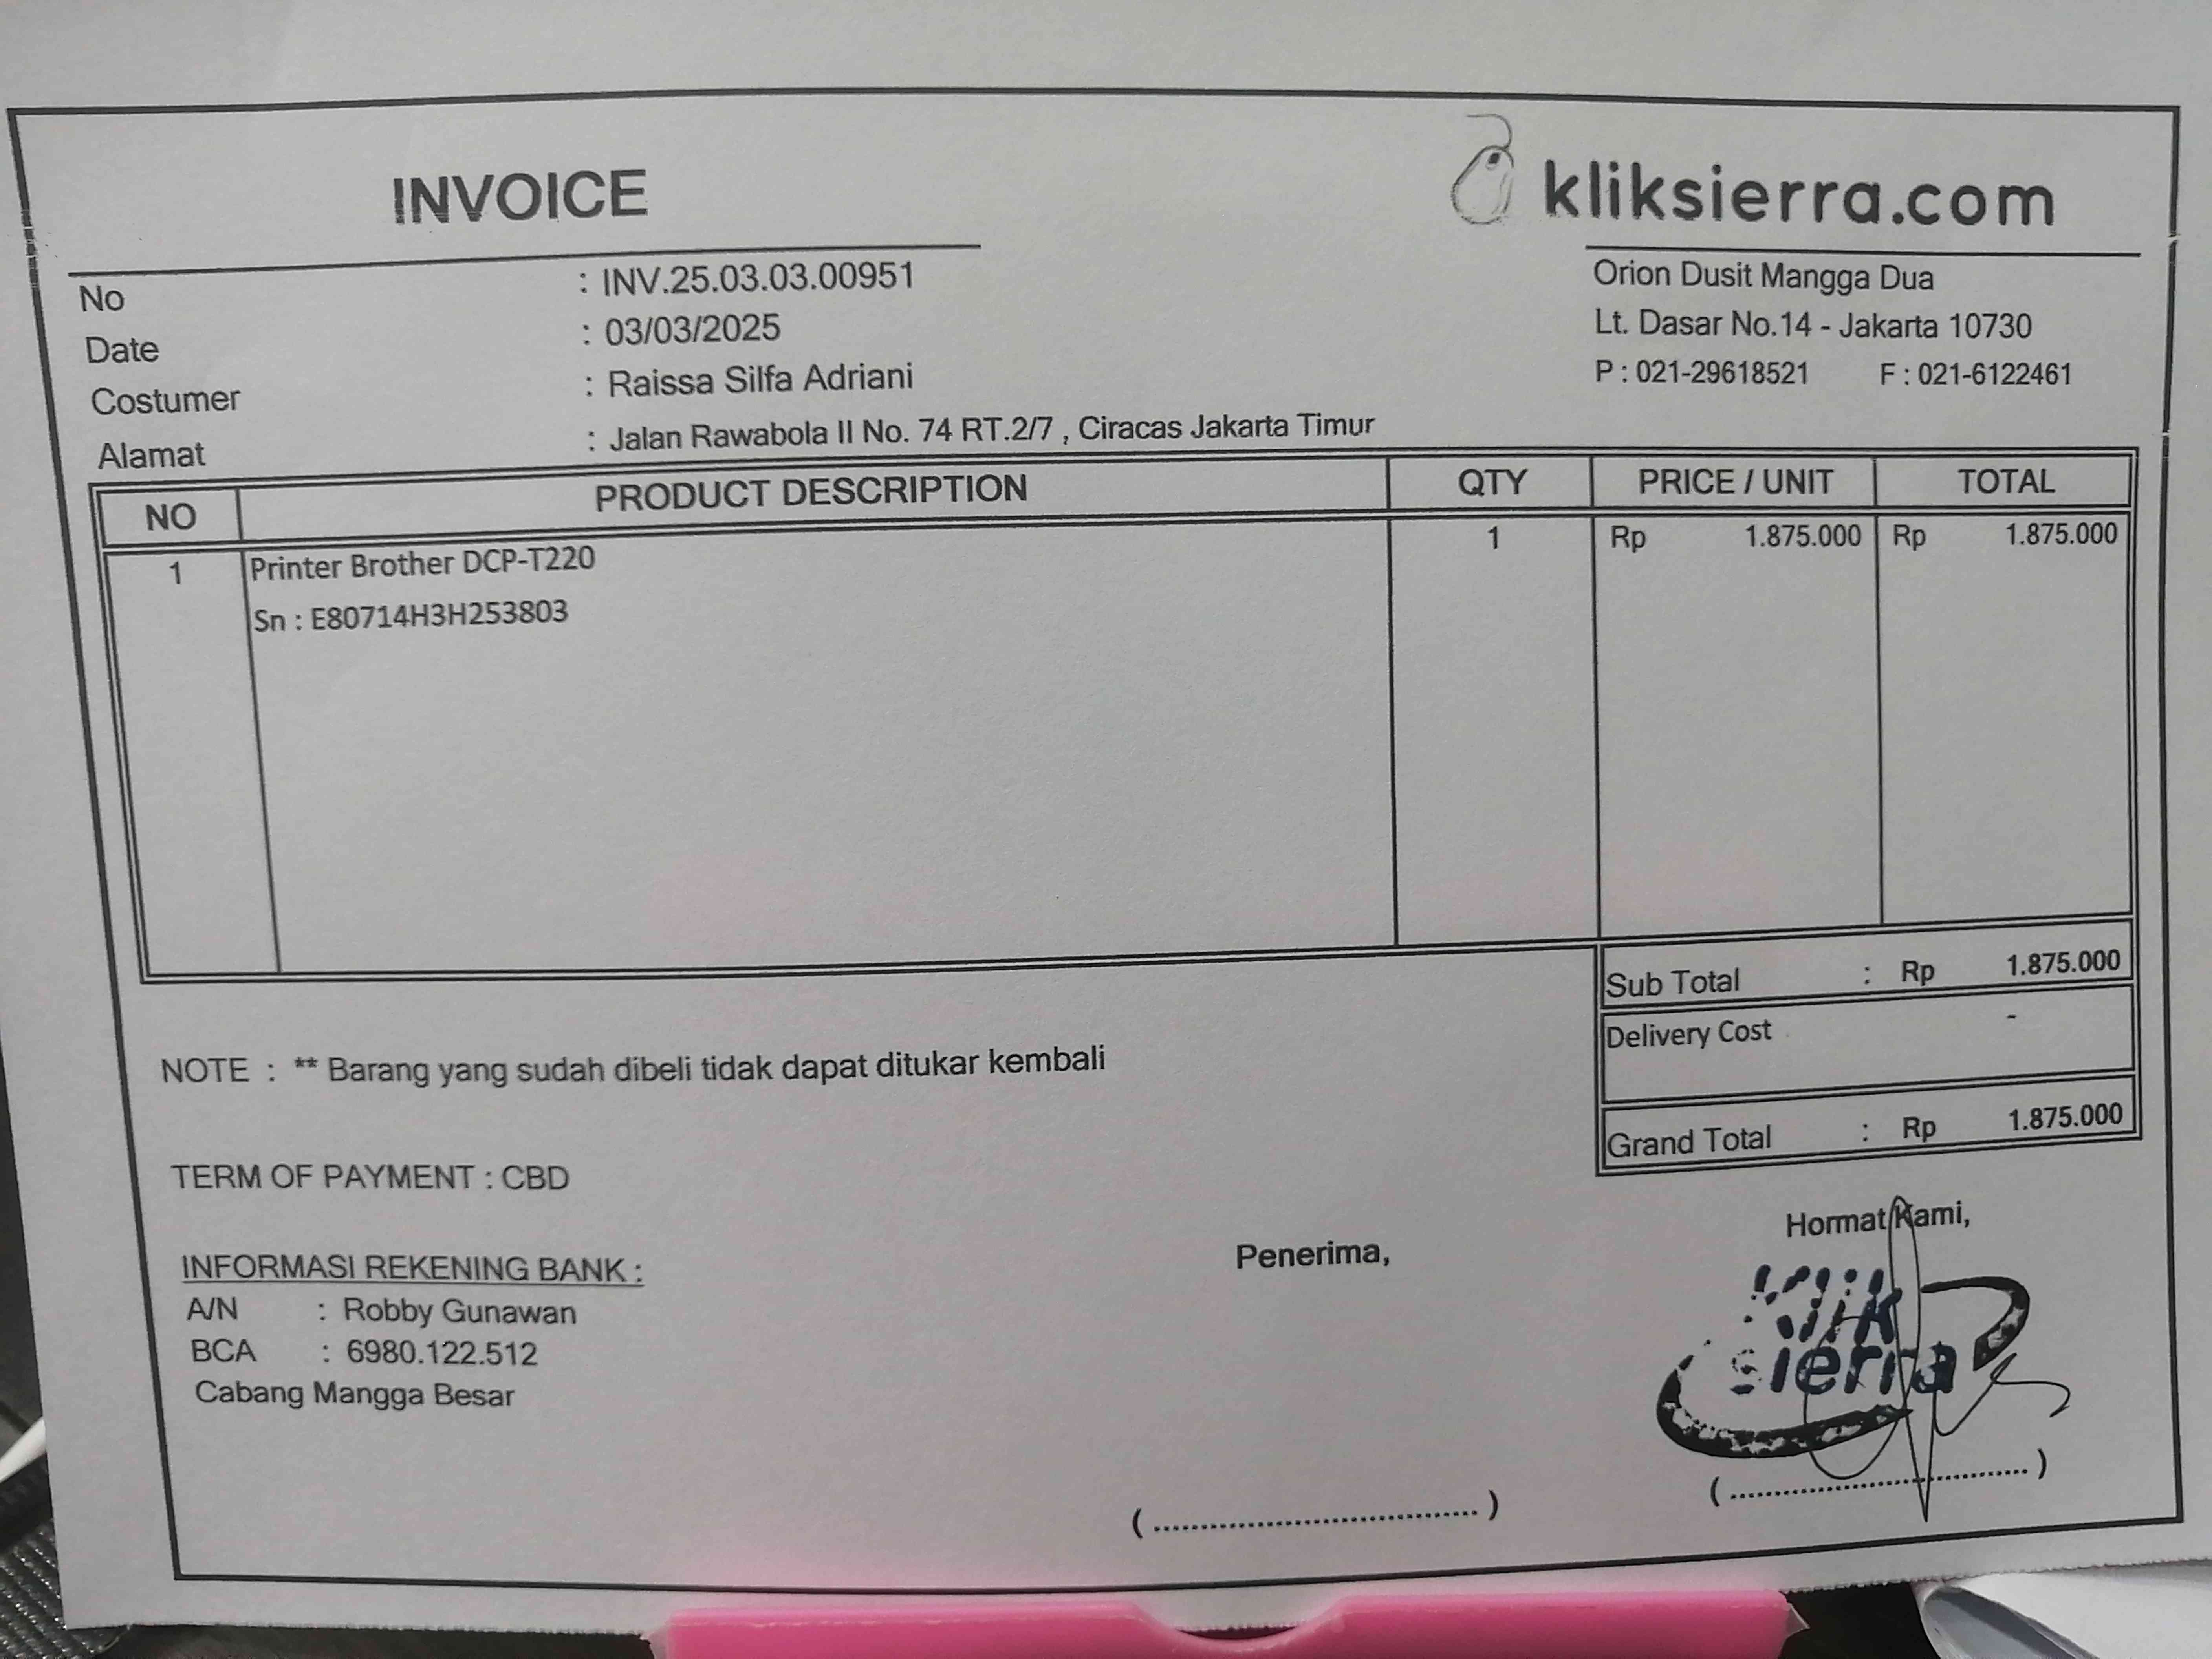 INVOICE
kliksierra.com
No : INV.25.03.03.00951
Date : 03/03/2025
Costumer : Raissa Silfa Adriani
Alamat : Jalan Rawabola II No. 74 RT.2/7 , Ciracas Jakarta Timur
Orion Dusit Mangga Dua
Lt. Dasar No.14 - Jakarta 10730
P : 021-29618521 F : 021-6122461
NO PRODUCT DESCRIPTION QTY PRICE / UNIT TOTAL
1 Printer Brother DCP-T220 1 Rp 1.875.000 Rp 1.875.000
Sn : E80714H3H253803
Sub Total : Rp 1.875.000
Delivery Cost -
Grand Total : Rp 1.875.000
NOTE : ** Barang yang sudah dibeli tidak dapat ditukar kembali
TERM OF PAYMENT : CBD
INFORMASI REKENING BANK :
A/N : Robby Gunawan
BCA : 6980.122.512
Cabang Mangga Besar
Penerima,
( ........................................ )
Hormat Kami,
Klik
sierra
( ........................................ )